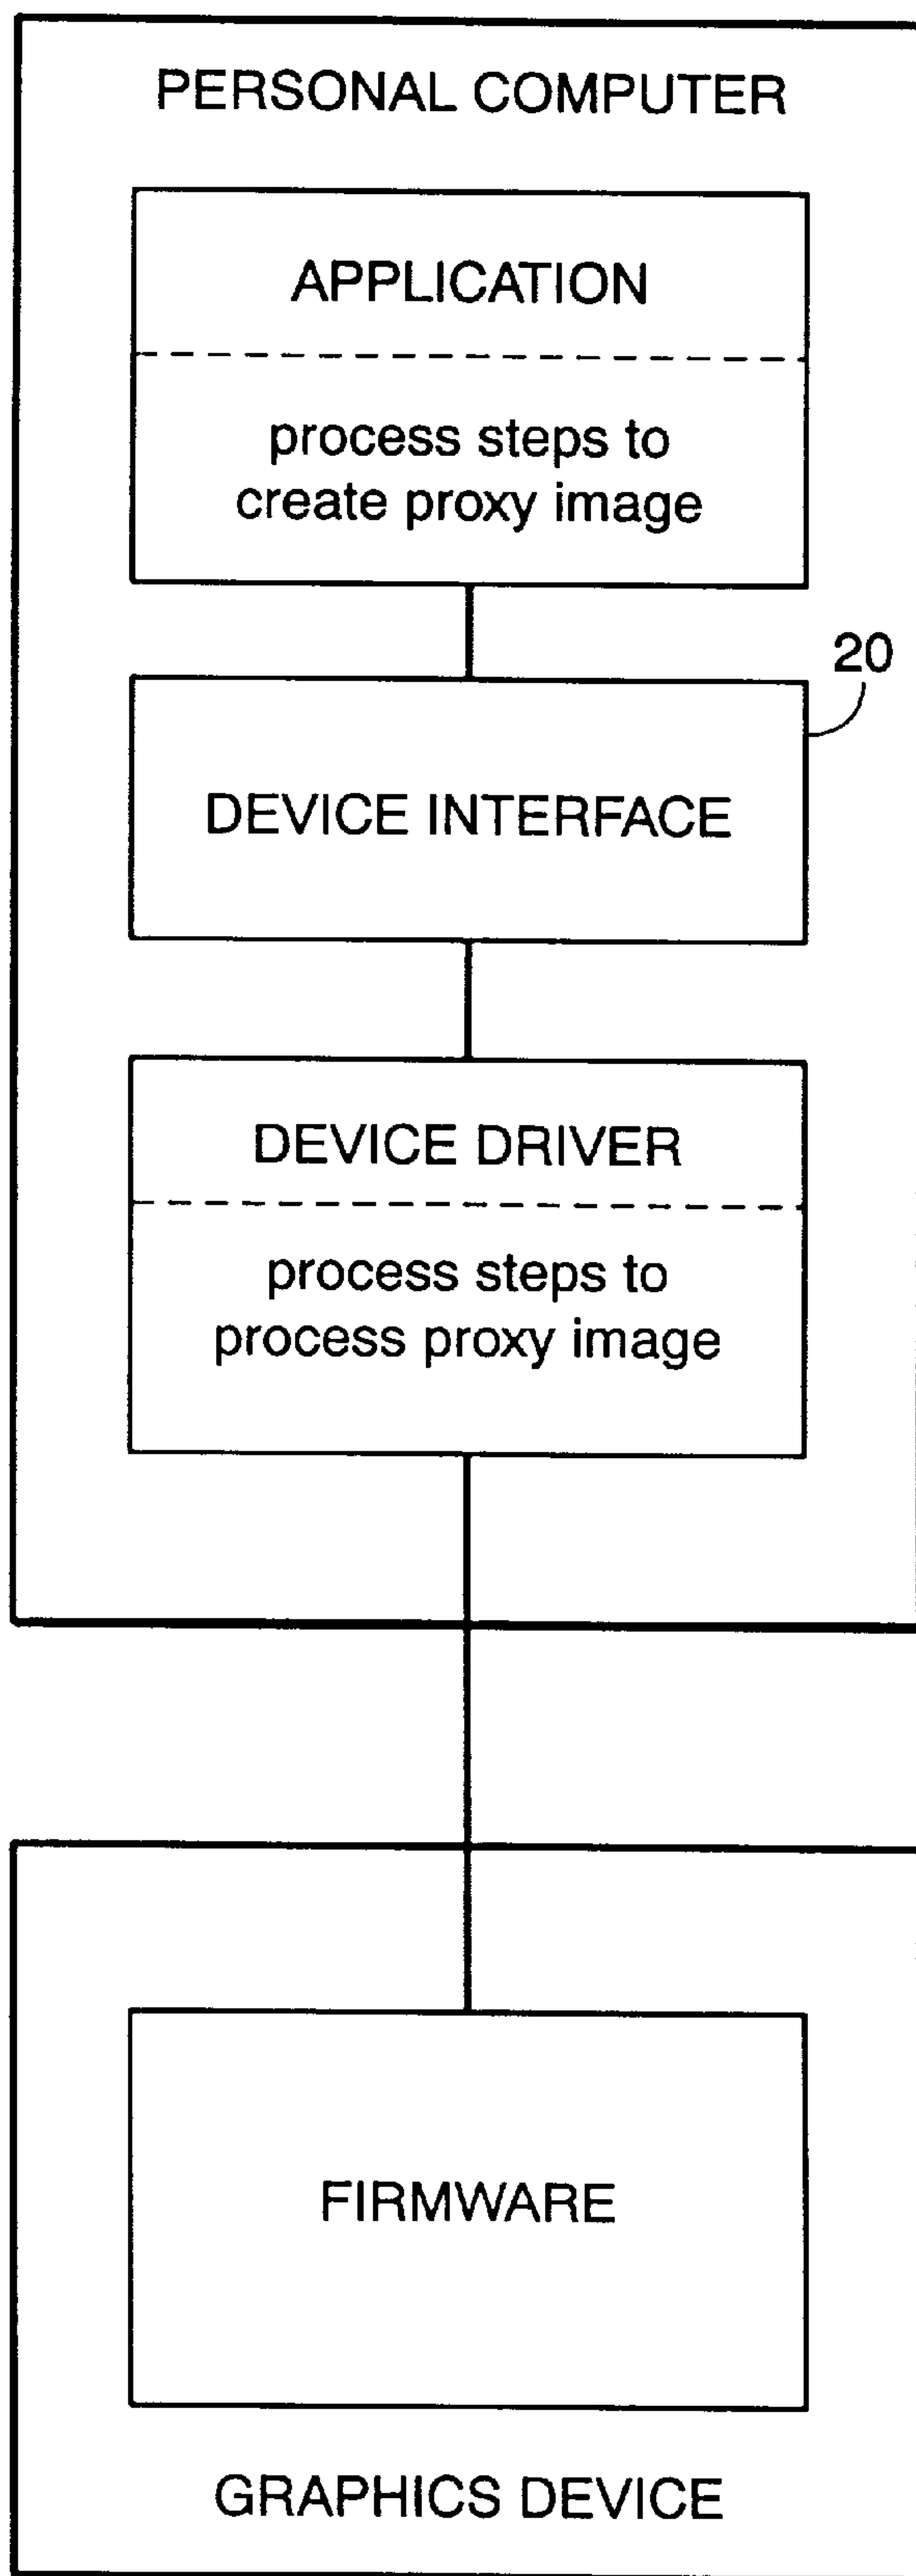 PERSONAL COMPUTER
APPLICATION
process steps to
create proxy image
20
DEVICE INTERFACE
DEVICE DRIVER
process steps to
process proxy image
FIRMWARE
GRAPHICS DEVICE